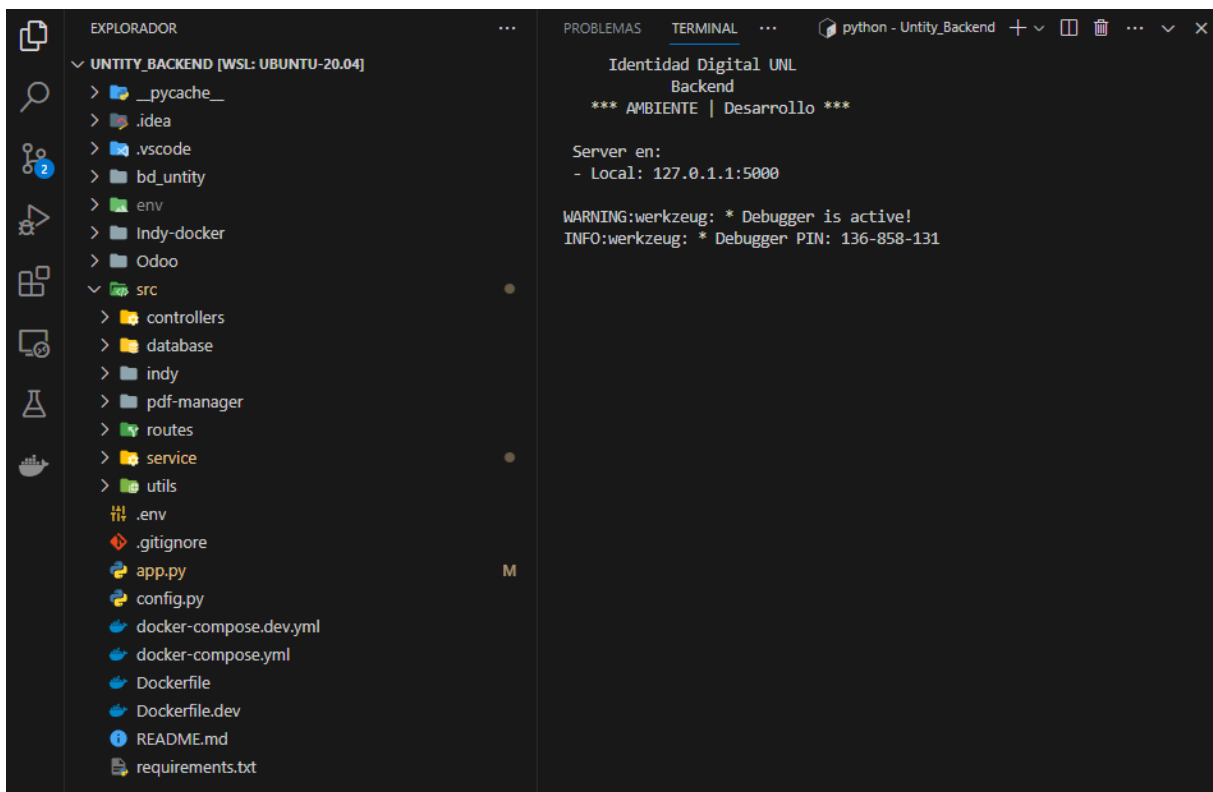 EXPLORADOR
UNTITY_BACKEND [WSL: UBUNTU-20.04]
__pycache__
.idea
.vscode
bd_untity
env
Indy-docker
Odoo
src
controllers
database
indy
pdf-manager
routes
service
utils
.env
.gitignore
app.py M
config.py
docker-compose.dev.yml
docker-compose.yml
Dockerfile
Dockerfile.dev
README.md
requirements.txt
2
PROBLEMAS TERMINAL python - Untity_Backend
Identidad Digital UNL
Backend
*** AMBIENTE | Desarrollo ***
Server en:
- Local: 127.0.1.1:5000
WARNING:werkzeug: * Debugger is active!
INFO:werkzeug: * Debugger PIN: 136-858-131